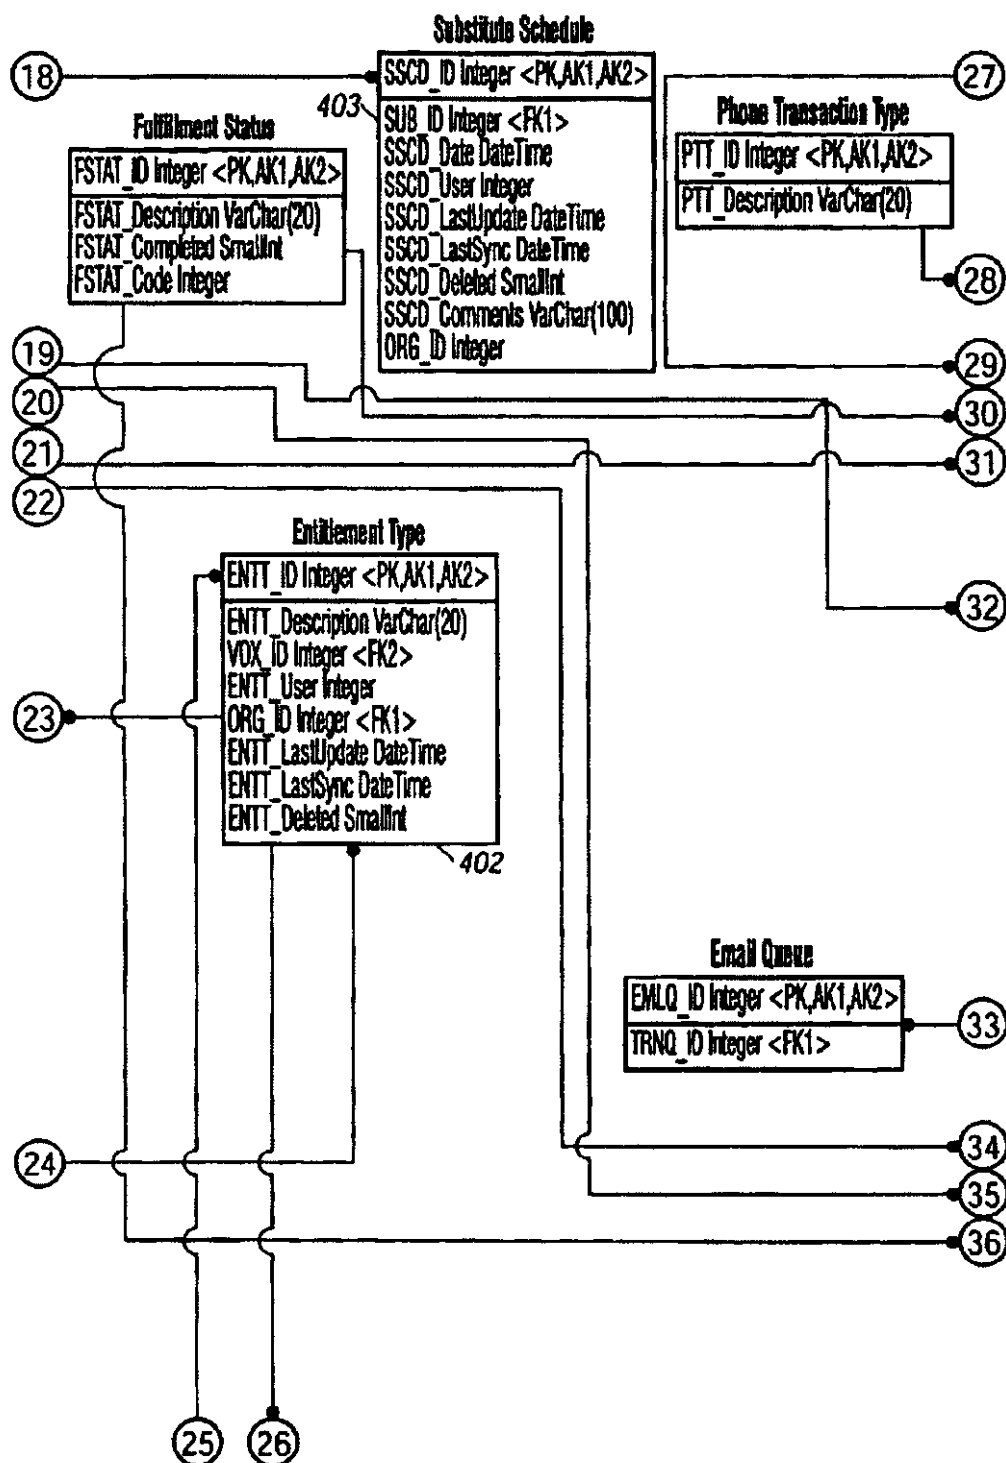 Substitute Schedule
18
SSCD_ID Integer <PK,AK1,AK2>
403
SUB_ID Integer <FK1>
SSCD_Date DateTime
SSCD_User Integer
SSCD_LastUpdate DateTime
SSCD_LastSync DateTime
SSCD_Deleted SmallInt
SSCD_Comments VarChar(100)
ORG_ID Integer
27
Phone Transaction Type
PTT_ID Integer <PK,AK1,AK2>
PTT_Description VarChar(20)
28
Fulfillment Status
FSTAT_ID Integer <PK,AK1,AK2>
FSTAT_Description VarChar(20)
FSTAT_Completed SmallInt
FSTAT_Code Integer
19
20
21
22
29
30
31
32
Entitlement Type
ENTT_ID Integer <PK,AK1,AK2>
ENTT_Description VarChar(20)
VOX_ID Integer <FK2>
ENTT_User Integer
ORG_ID Integer <FK1>
ENTT_LastUpdate DateTime
ENTT_LastSync DateTime
ENTT_Deleted SmallInt
402
23
Email Queue
EMLQ_ID Integer <PK,AK1,AK2>
TRNQ_ID Integer <FK1>
33
24
34
35
36
25
26